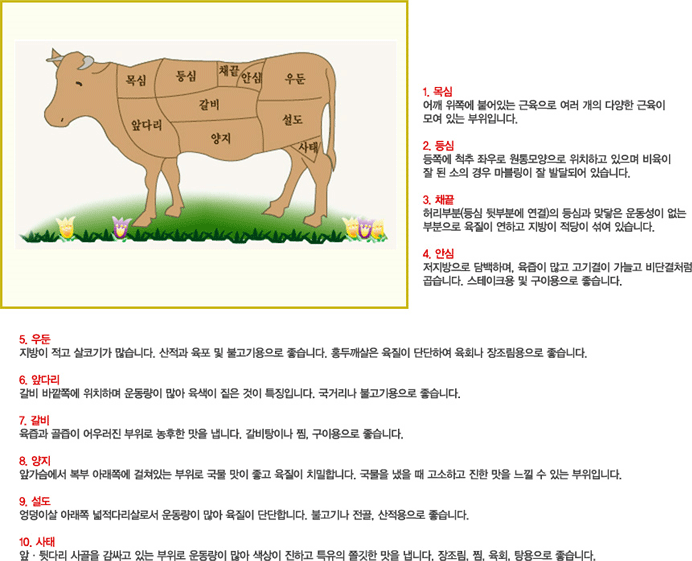 목심
등심
채끝
안심
우둔
갈비
앞다리
설도
양지
사태
1. 목심
어깨 위쪽에 붙어있는 근육으로 여러 개의 다양한 근육이
모여 있는 부위입니다.
2. 등심
등쪽에 척추 좌우로 원통모양으로 위치하고 있으며 비육이
잘 된 소의 경우 마블링이 잘 발달되어 있습니다.
3. 채끝
허리부분(등심 뒷부분에 연결)의 등심과 맞닿은 운동성이 없는
부분으로 육질이 연하고 지방이 적당이 섞여 있습니다.
4. 안심
저지방으로 담백하며, 육즙이 많고 고기결이 가늘고 비단결처럼
곱습니다. 스테이크용 및 구이용으로 좋습니다.
5. 우둔
지방이 적고 살코기가 많습니다. 산적과 육포 및 불고기용으로 좋습니다. 홍두깨살은 육질이 단단하여 육회나 장조림용으로 좋습니다.
6. 앞다리
갈비 바깥쪽에 위치하며 운동량이 많아 육색이 짙은 것이 특징입니다. 국거리나 불고기용으로 좋습니다.
7. 갈비
육즙과 골즙이 어우러진 부위로 농후한 맛을 냅니다. 갈비탕이나 찜, 구이용으로 좋습니다.
8. 양지
앞가슴에서 복부 아래쪽에 걸쳐있는 부위로 국물 맛이 좋고 육질이 치밀합니다. 국물을 냈을 때 고소하고 진한 맛을 느낄 수 있는 부위입니다.
9. 설도
엉덩이살 아래쪽 넓적다리살로서 운동량이 많아 육질이 단단합니다. 불고기나 전골, 산적용으로 좋습니다.
10. 사태
앞 · 뒷다리 사골을 감싸고 있는 부위로 운동량이 많아 색상이 진하고 특유의 쫄깃한 맛을 냅니다. 장조림, 찜, 육회, 탕용으로 좋습니다.